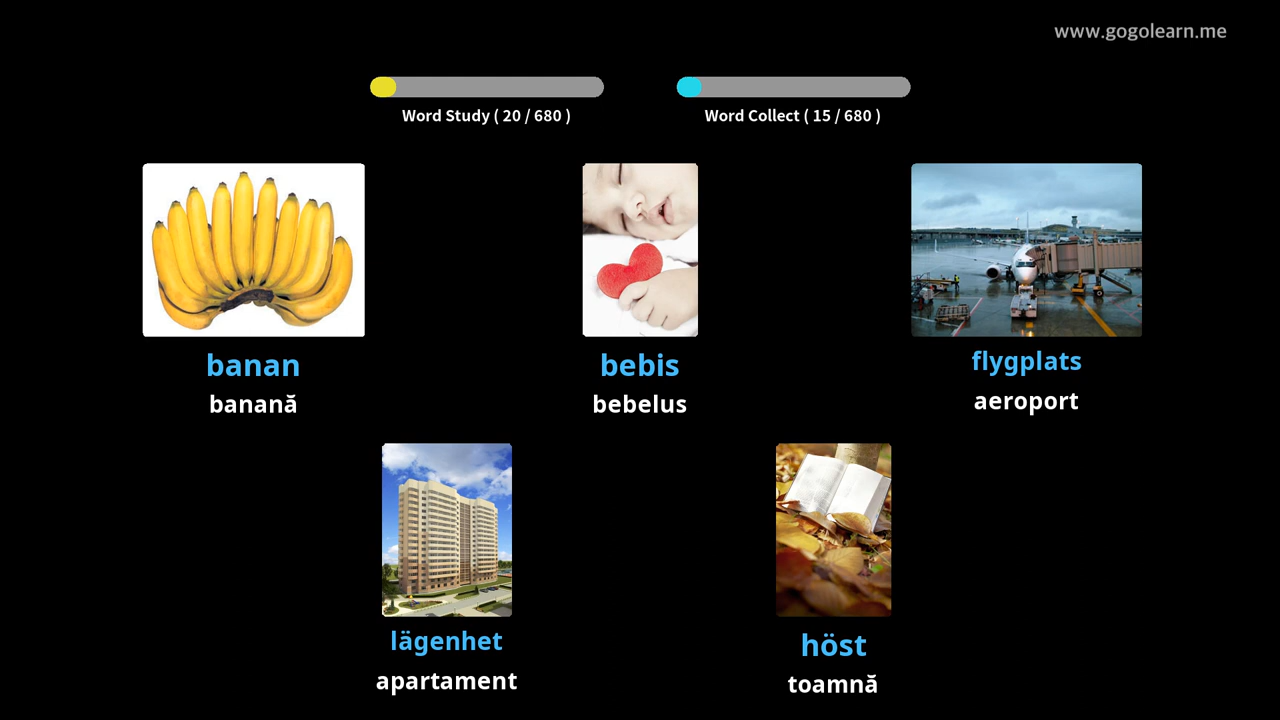 www.gogolearn.me
Word Study ( 20 / 680 )
Word Collect ( 15 / 680 )
banan
banană
bebis
bebelus
flygplats
aeroport
lägenhet
apartament
höst
toamnă